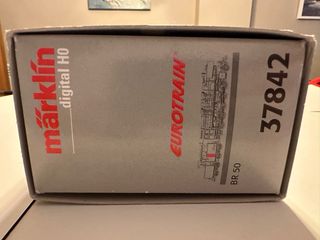 märklin
digital H0
EUROTRAIN
BR 50
37842